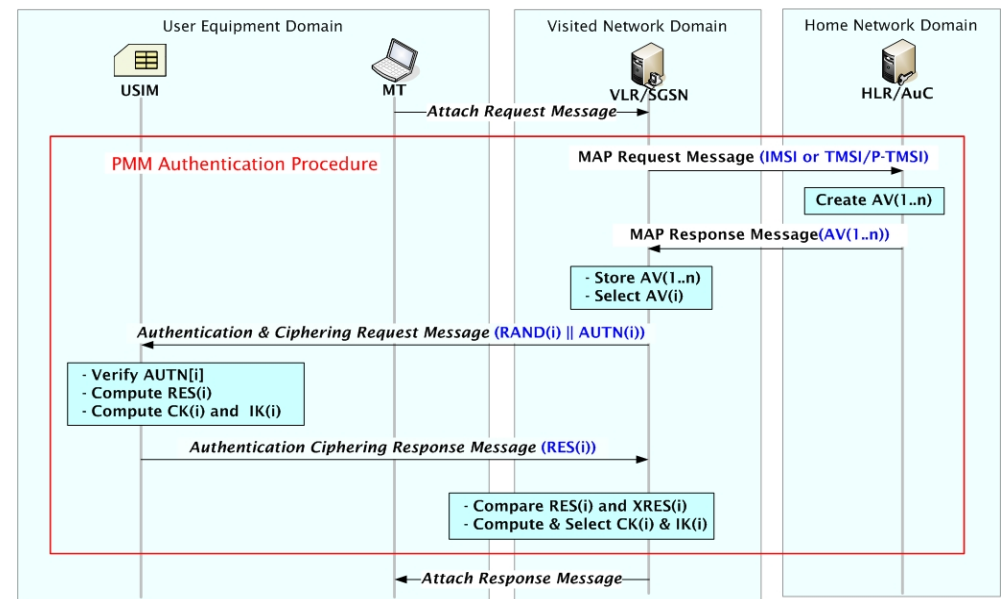 User Equipment Domain
Visited Network Domain
Home Network Domain
USIM
MT
VLR/SGSN
HLR/AuC
Attach Request Message
PMM Authentication Procedure
MAP Request Message (IMSI or TMSI/P-TMSI)
Create AV(1..n)
MAP Response Message(AV(1..n))
- Store AV(1..n)
- Select AV(i)
Authentication & Ciphering Request Message (RAND(i) || AUTN(i))
- Verify AUTN[i]
- Compute RES(i)
- Compute CK(i) and IK(i)
Authentication Ciphering Response Message (RES(i))
- Compare RES(i) and XRES(i)
- Compute & Select CK(i) & IK(i)
Attach Response Message